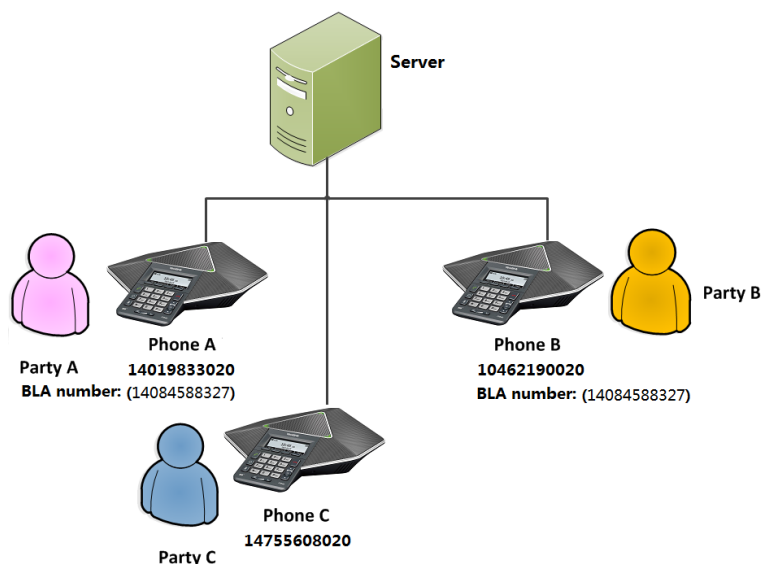 Server
Party B
Phone A
14019833020
Party A
BLA number: (14084588327)
Phone B
10462190020
BLA number: (14084588327)
Phone C
14755608020
Party C